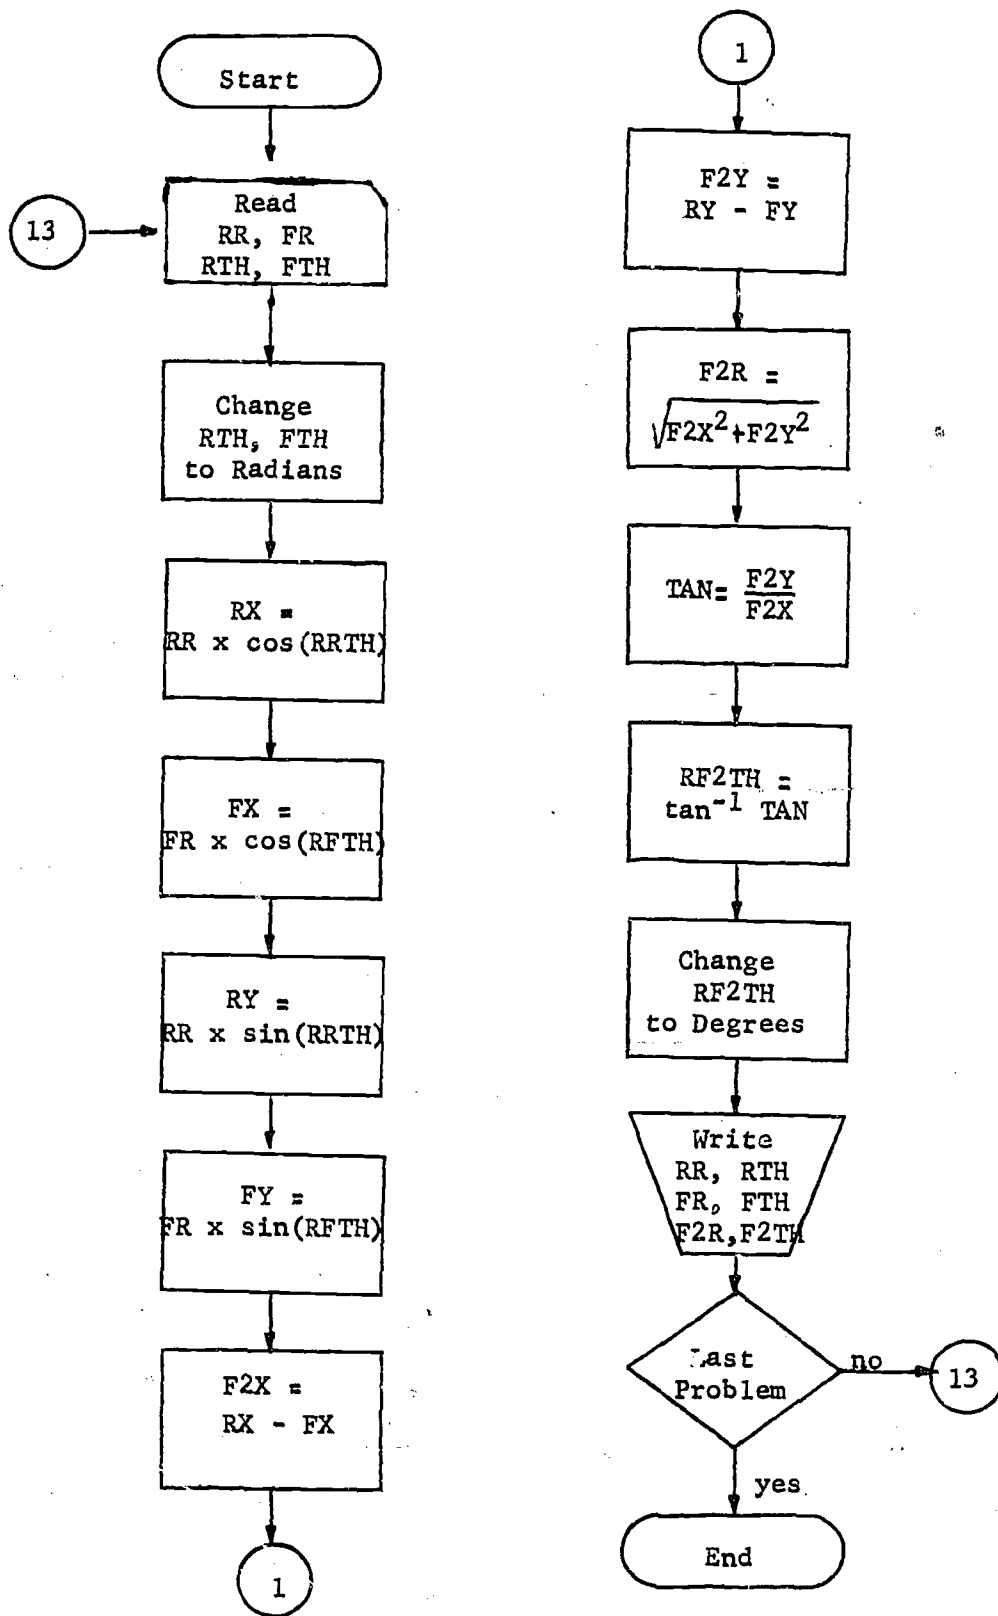 Start
13
Read
RR, FR
RTH, FTH
Change
RTH, FTH
to Radians
RX =
RR x cos(RRTH)
FX =
FR x cos(RFTH)
RY =
RR x sin(RRTH)
FY =
FR x sin(RFTH)
F2X =
RX - FX
1
1
F2Y =
RY - FY
F2R =
√F2X²+F2Y²
TAN= F2Y
F2X
RF2TH =
tan⁻¹ TAN
Change
RF2TH
to Degrees
Write
RR, RTH
FR, FTH
F2R,F2TH
Last
Problem
no
13
yes
End